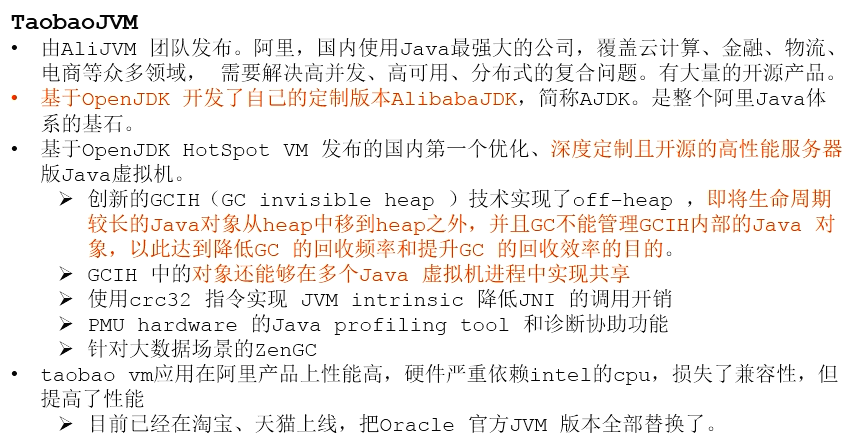 TaobaoJVM
• 由AliJVM 团队发布。阿里，国内使用Java最强大的公司，覆盖云计算、金融、物流、
电商等众多领域， 需要解决高并发、高可用、分布式的复合问题。有大量的开源产品。
• 基于OpenJDK 开发了自己的定制版本AlibabaJDK，简称AJDK。是整个阿里Java体
系的基石。
• 基于OpenJDK HotSpot VM 发布的国内第一个优化、深度定制且开源的高性能服务器
版Java虚拟机。
➢ 创新的GCIH（GC invisible heap ）技术实现了off-heap ，即将生命周期
较长的Java对象从heap中移到heap之外，并且GC不能管理GCIH内部的Java 对
象，以此达到降低GC 的回收频率和提升GC 的回收效率的目的。
➢ GCIH 中的对象还能够在多个Java 虚拟机进程中实现共享
➢ 使用crc32 指令实现 JVM intrinsic 降低JNI 的调用开销
➢ PMU hardware 的Java profiling tool 和诊断协助功能
➢ 针对大数据场景的ZenGC
• taobao vm应用在阿里产品上性能高，硬件严重依赖intel的cpu，损失了兼容性，但
提高了性能
➢ 目前已经在淘宝、天猫上线，把Oracle 官方JVM 版本全部替换了。